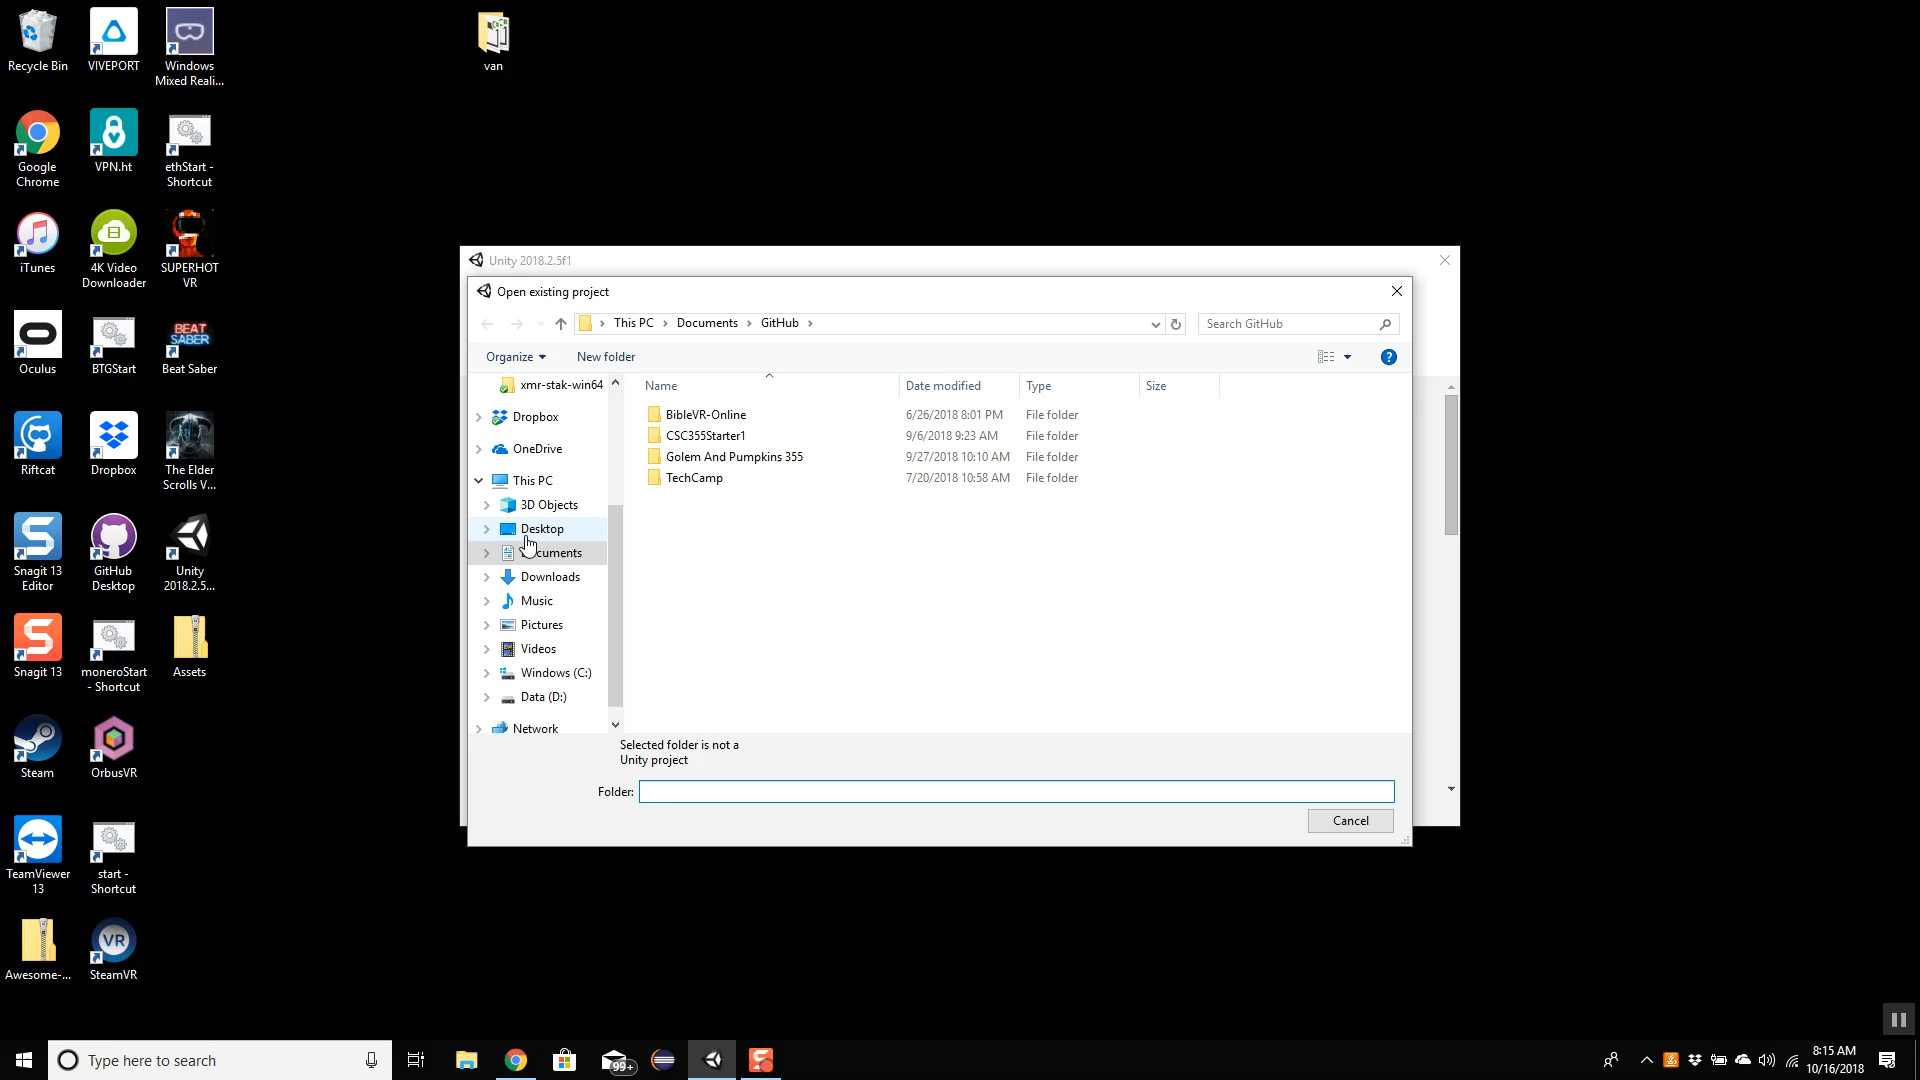 Recycle Bin
VIVEPORT
Windows
Mixed Reali...
van
Google
Chrome
VPN.ht
ethStart -
Shortcut
iTunes
4K Video
Downloader
SUPERHOT
VR
Oculus
BTGStart
BEAT
SABER
Beat Saber
Riftcat
Dropbox
The Elder
Scrolls V...
Snagit 13
Editor
GitHub
Desktop
Unity
2018.2.5...
Snagit 13
moneroStart
- Shortcut
Assets
Steam
OrbusVR
TeamViewer
13
start -
Shortcut
Awesome-...
VR
SteamVR
Unity 2018.2.5f1
Open existing project
This PC > Documents > GitHub >
Search GitHub
Organize
New folder
Name
Date modified
Type
Size
xmr-stak-win64
Dropbox
OneDrive
This PC
3D Objects
Desktop
Documents
Downloads
Music
Pictures
Videos
Windows (C:)
Data (D:)
Network
BibleVR-Online 6/26/2018 8:01 PM File folder
CSC355Starter1 9/6/2018 9:23 AM File folder
Golem And Pumpkins 355 9/27/2018 10:10 AM File folder
TechCamp 7/20/2018 10:58 AM File folder
Selected folder is not a
Unity project
Folder:
Cancel
Type here to search
99+
8:15 AM
10/16/2018